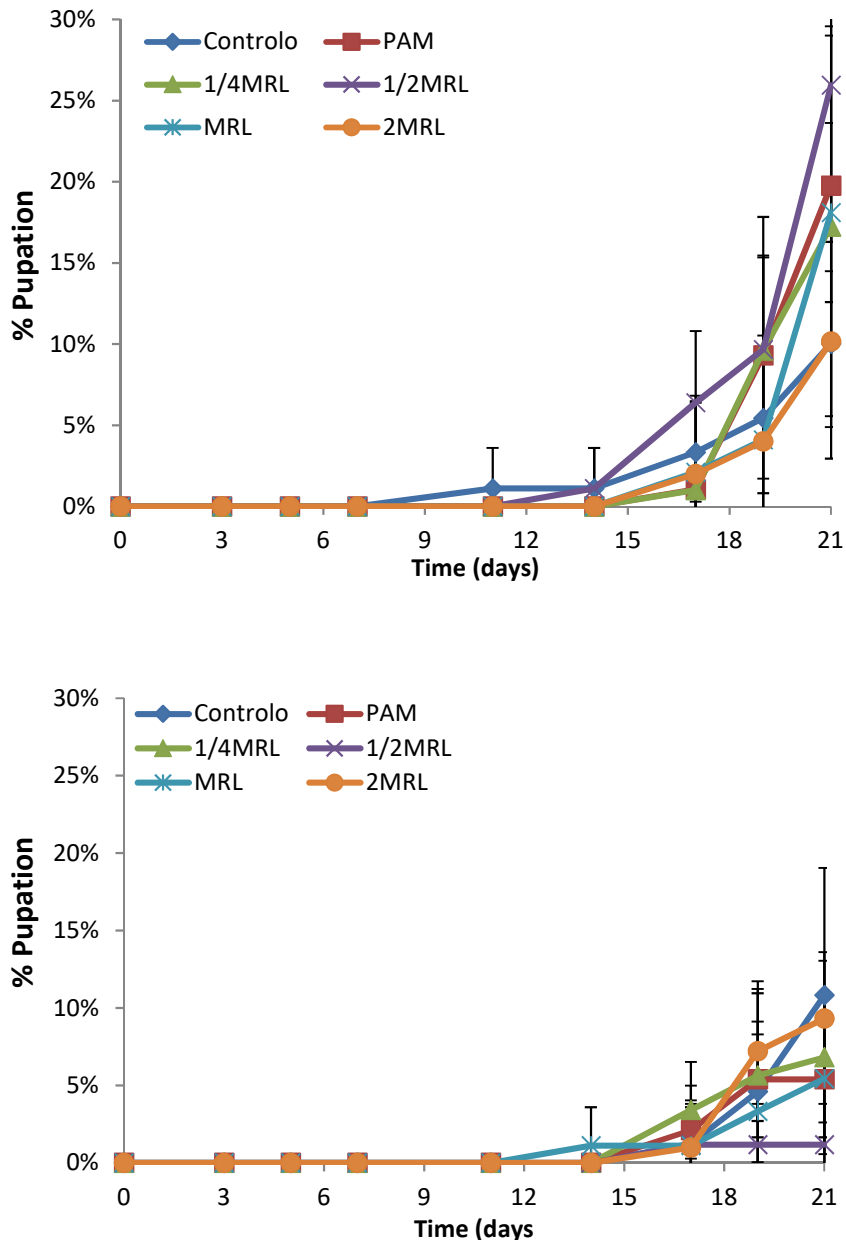 30%
25%
20%
15%
10%
5%
0%
% Pupation
Controlo PAM
1/4MRL 1/2MRL
MRL 2MRL
0 3 6 9 12 15 18 21
Time (days)
30%
25%
20%
15%
10%
5%
0%
% Pupation
Controlo PAM
1/4MRL 1/2MRL
MRL 2MRL
0 3 6 9 12 15 18 21
Time (days